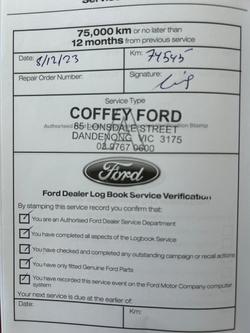 75,000 km or no later than
12 months from previous service
Date: 8/12/23
Km: 74545
Repair Order Number:
Signature:
Service Type
COFFEY FORD
Authorised Stamp
85 LONSDALE STREET
DANDENONG VIC 3175
03 9767 0600
Ford
Ford Dealer Log Book Service Verification
By stamping this service record you confirm that:
You are an Authorised Ford Dealer Service Department
You have completed all aspects of the Logbook Service
You have checked and completed any outstanding campaign or recall actions
You have only fitted Genuine Ford Parts
You have recorded this service event on the Ford Motor Company computer
system
Your next service is due at the earlier of:
Date:
Km: